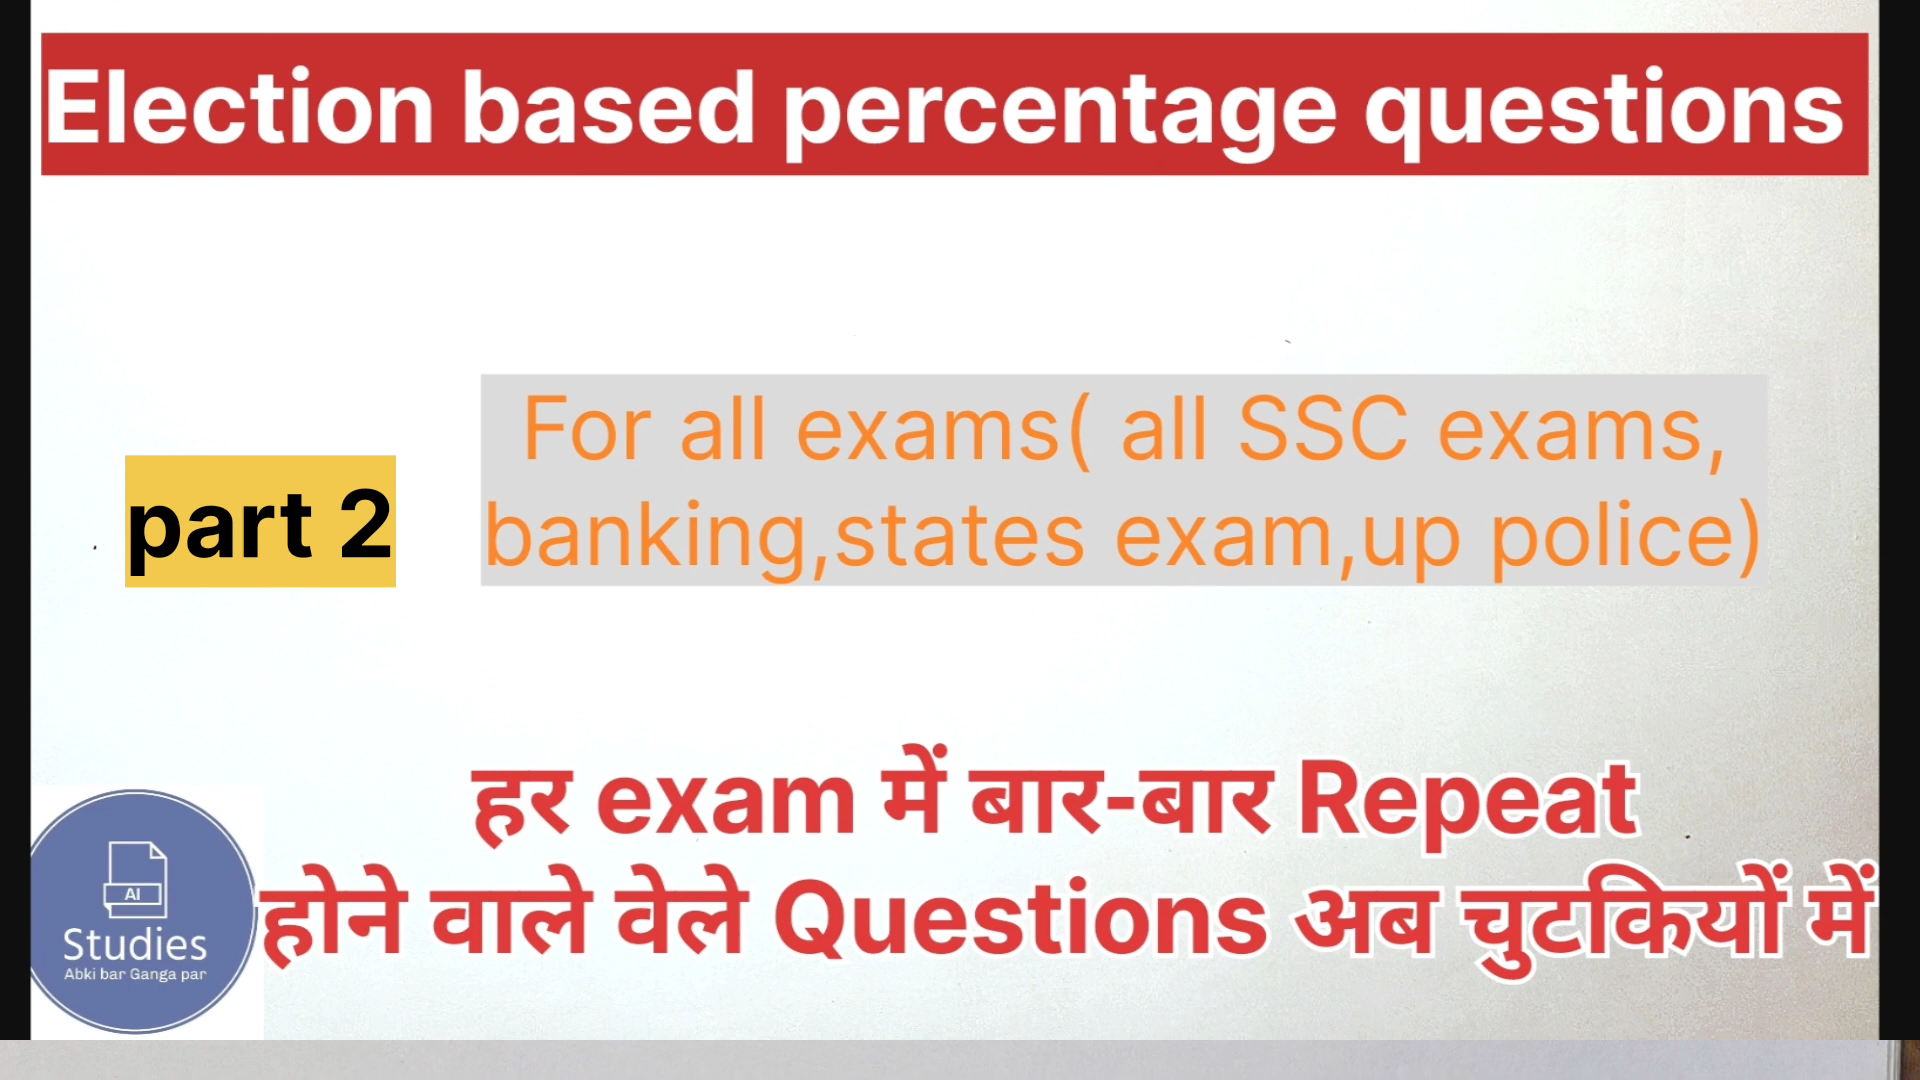 Election based percentage questions
For all exams( all SSC exams,
banking,states exam,up police)
part 2
हर exam में बार-बार Repeat
होने वाले वेले Questions अब चुटकियों में
AI
Studies
Abki bar Ganga par